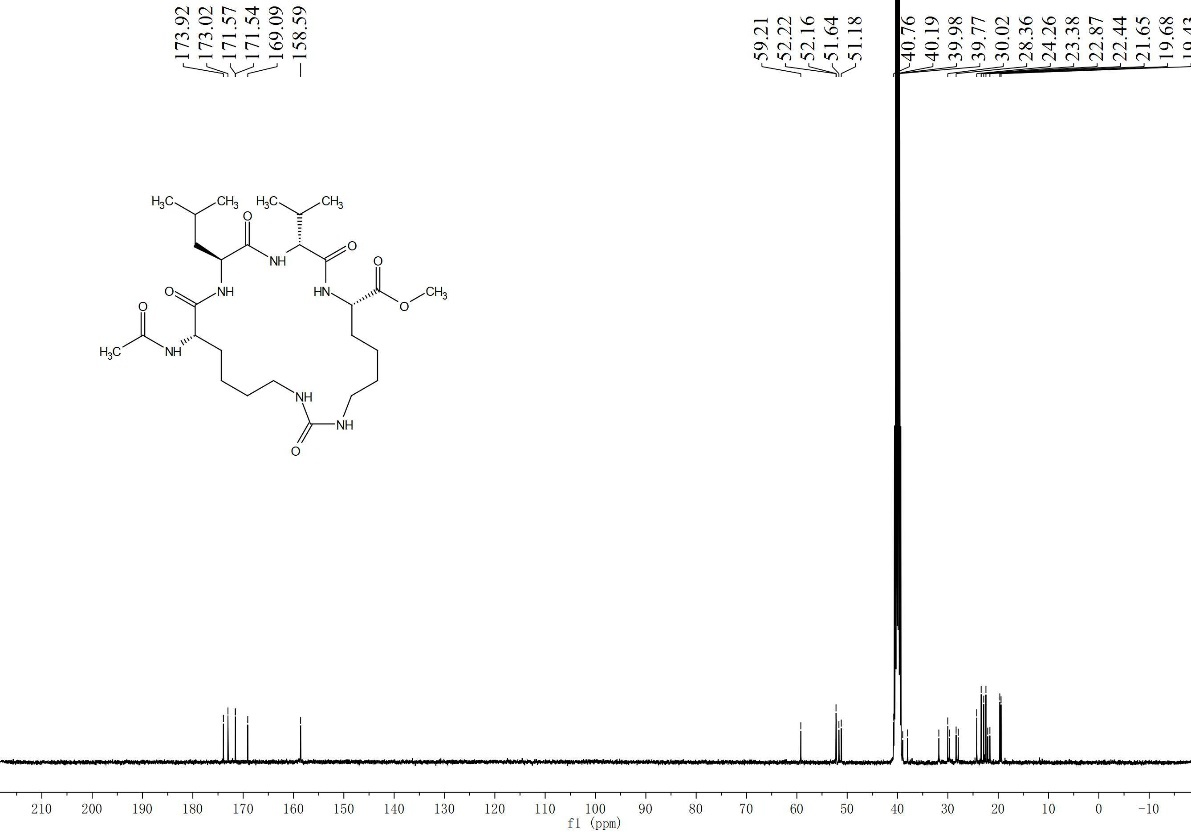 173.92
173.02
171.57
171.54
169.09
158.59
59.21
52.22
52.16
51.64
51.18
40.76
40.19
39.98
39.77
30.02
28.36
24.26
23.38
22.87
22.44
21.65
19.68
19.43
H₃C CH₃ H₃C CH₃
O
NH O
O
O NH HN
O CH₃
O
O
H₃C NH
NH
NH
O
210 200 190 180 170 160 150 140 130 120 110 100 90 80 70 60 50 40 30 20 10 0 -10
f1 (ppm)